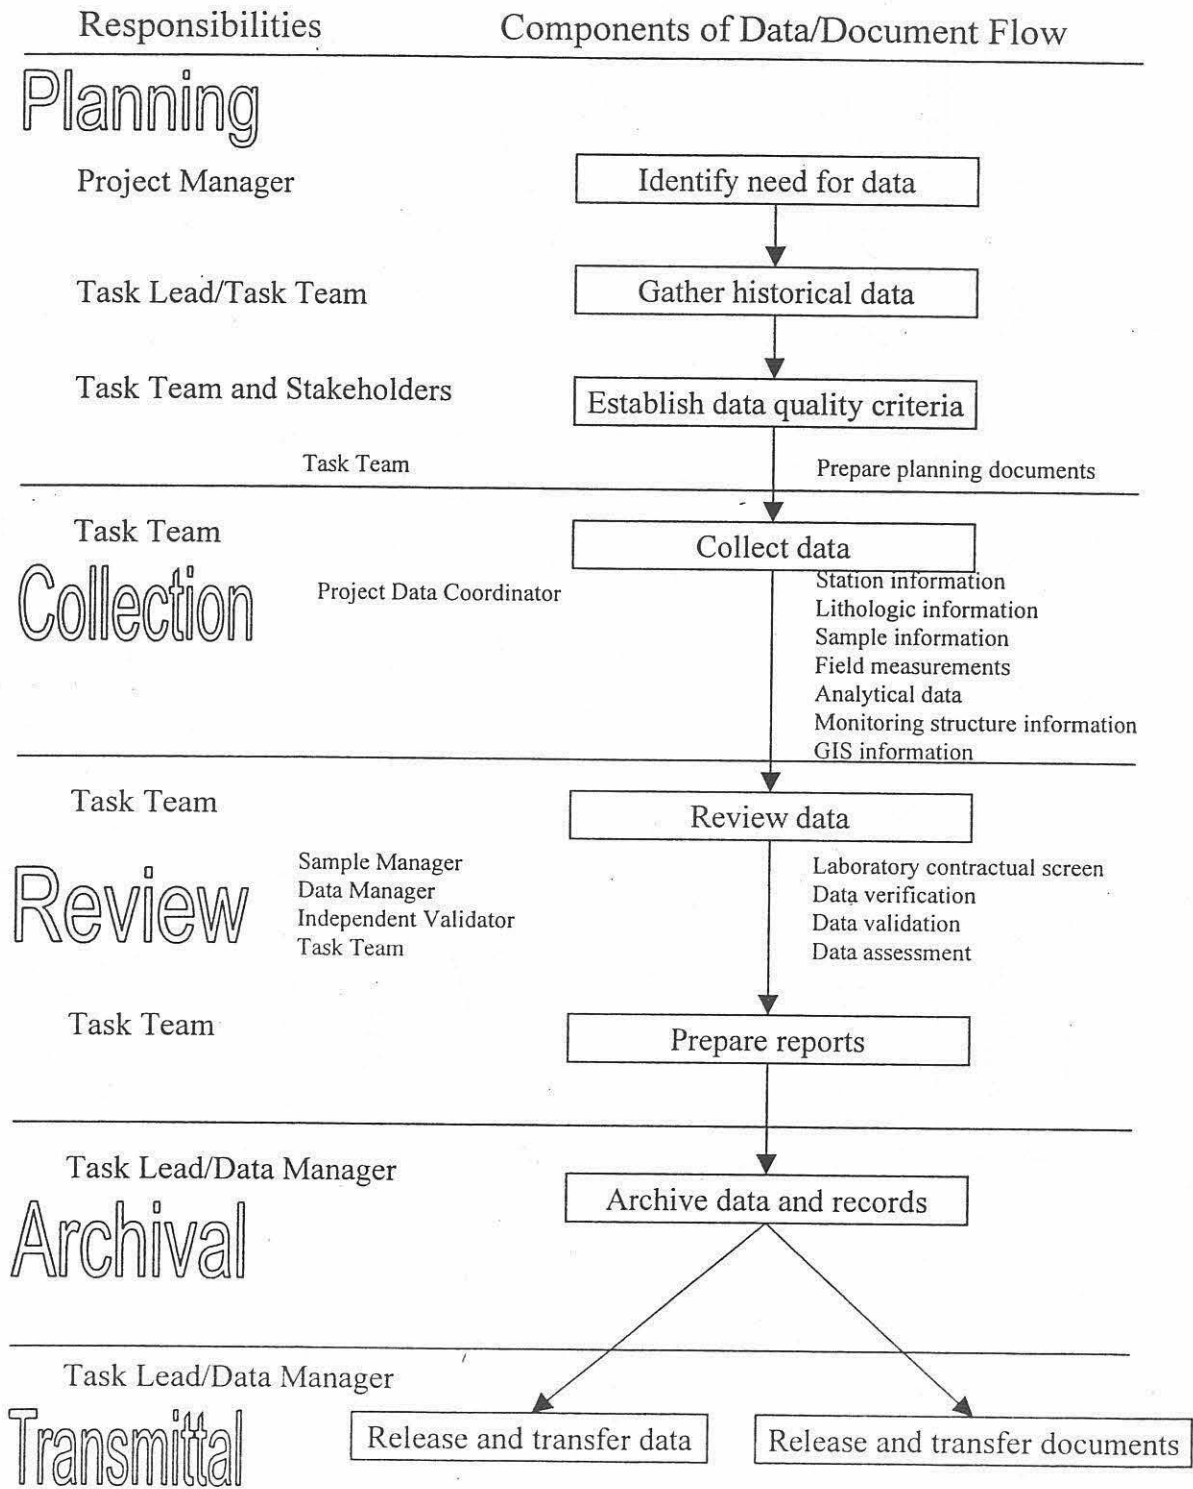 Responsibilities
Components of Data/Document Flow
Planning
Project Manager
Identify need for data
Task Lead/Task Team
Gather historical data
Task Team and Stakeholders
Establish data quality criteria
Task Team
Prepare planning documents
Task Team
Collect data
Collection
Project Data Coordinator
Station information
Lithologic information
Sample information
Field measurements
Analytical data
Monitoring structure information
GIS information
Task Team
Review data
Review
Sample Manager
Laboratory contractual screen
Data Manager
Data verification
Independent Validator
Data validation
Task Team
Data assessment
Task Team
Prepare reports
Task Lead/Data Manager
Archive data and records
Archival
Task Lead/Data Manager
Transmittal
Release and transfer data
Release and transfer documents